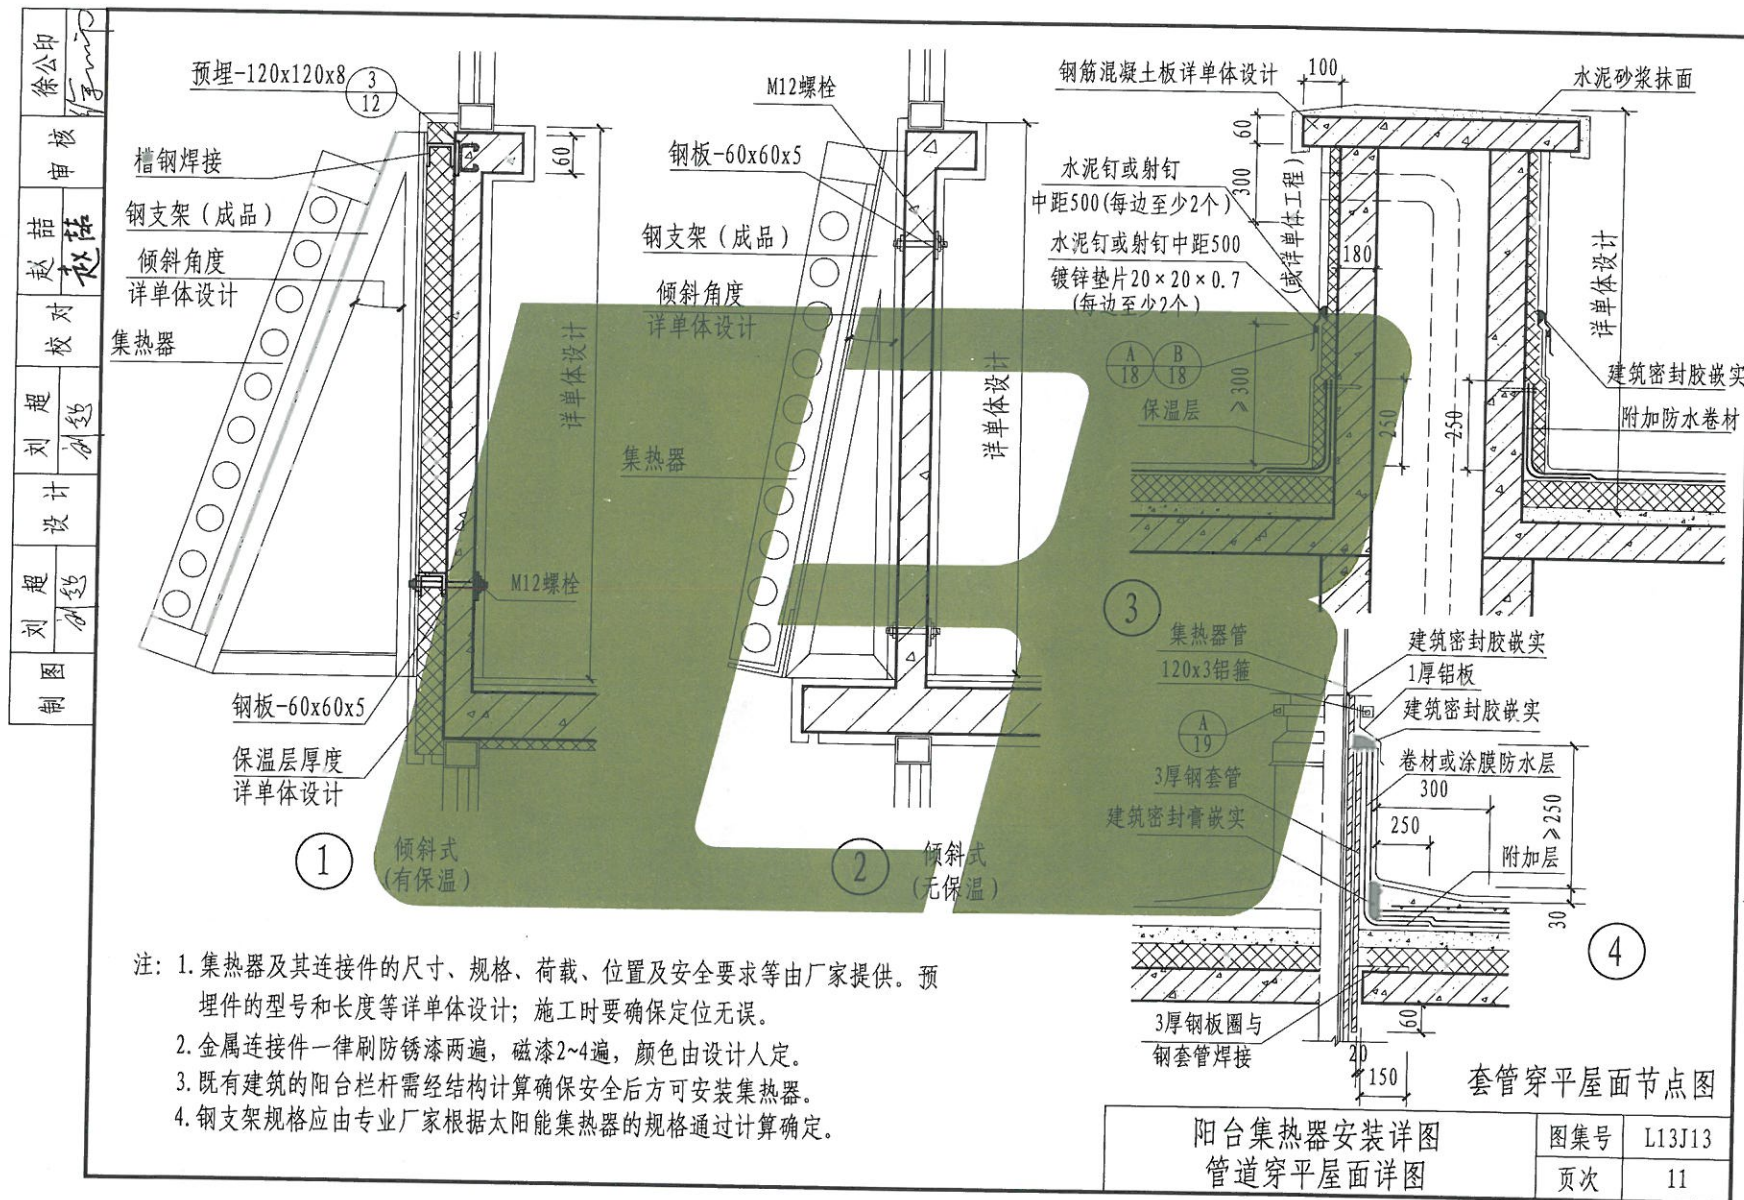 徐公印
审核
赵喆
赵喆
校对
刘超
刘超
设计
刘超
刘超
制图
预埋-120x120x8
3
12
槽钢焊接
钢支架(成品)
倾斜角度
详单体设计
集热器
60
详单体设计
M12螺栓
钢板-60x60x5
保温层厚度
详单体设计
1
倾斜式
(有保温)
M12螺栓
钢板-60x60x5
钢支架(成品)
倾斜角度
详单体设计
集热器
详单体设计
2
倾斜式
(无保温)
钢筋混凝土板详单体设计
100
水泥砂浆抹面
60
300
(或详单体工程)
水泥钉或射钉
中距500(每边至少2个)
水泥钉或射钉中距500
镀锌垫片20×20×0.7
(每边至少2个)
180
详单体设计
A
18
B
18
≥300
保温层
250
250
建筑密封胶嵌实
附加防水卷材
3
集热器管
120x3铝箍
A
19
3厚钢套管
建筑密封膏嵌实
建筑密封胶嵌实
1厚铝板
建筑密封胶嵌实
卷材或涂膜防水层
300
250
≥250
附加层
30
4
3厚钢板圈与
钢套管焊接
60
20
150
套管穿平屋面节点图
注: 1.集热器及其连接件的尺寸、规格、荷载、位置及安全要求等由厂家提供。预
埋件的型号和长度等详单体设计; 施工时要确保定位无误。
2.金属连接件一律刷防锈漆两遍, 磁漆2~4遍, 颜色由设计人定。
3.既有建筑的阳台栏杆需经结构计算确保安全后方可安装集热器。
4.钢支架规格应由专业厂家根据太阳能集热器的规格通过计算确定。
阳台集热器安装详图
管道穿平屋面详图
图集号
L13J13
页次
11